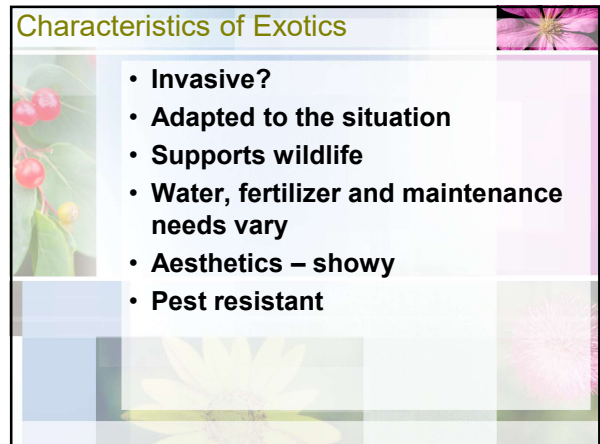 Characteristics of Exotics
• Invasive?
• Adapted to the situation
• Supports wildlife
• Water, fertilizer and maintenance
needs vary
• Aesthetics – showy
• Pest resistant